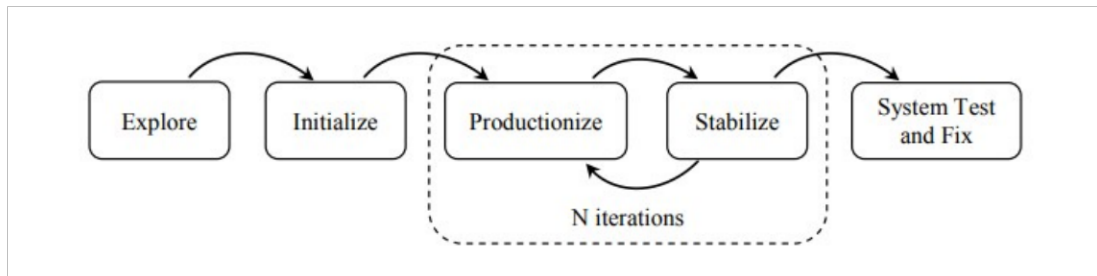 Explore
Initialize
Productionize
Stabilize
System Test
and Fix
N iterations